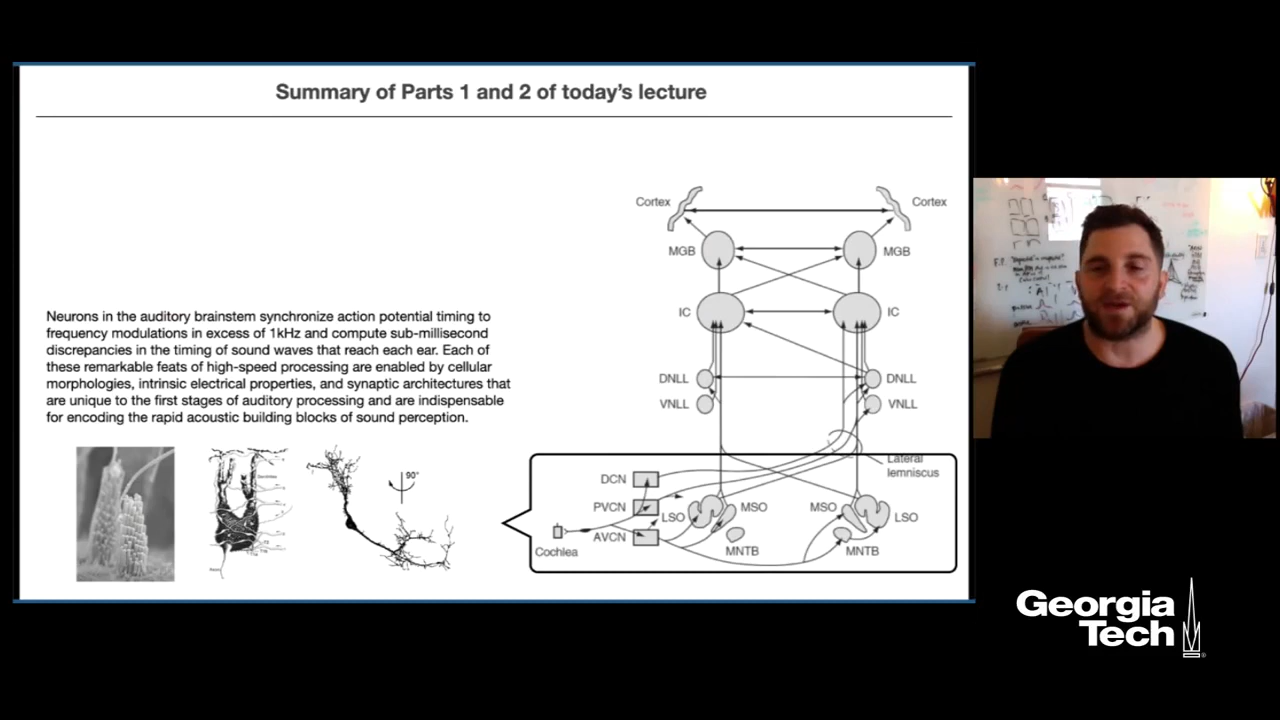 Summary of Parts 1 and 2 of today's lecture
Cortex
Cortex
MGB
MGB
IC
IC
DNLL
DNLL
VNLL
VNLL
Neurons in the auditory brainstem synchronize action potential timing to
frequency modulations in excess of 1kHz and compute sub-millisecond
discrepancies in the timing of sound waves that reach each ear. Each of
these remarkable feats of high-speed processing are enabled by cellular
morphologies, intrinsic electrical properties, and synaptic architectures that
are unique to the first stages of auditory processing and are indispensable
for encoding the rapid acoustic building blocks of sound perception.
90°
Lateral
lemniscus
DCN
PVCN
LSO
MSO
MSO
LSO
AVCN
Cochlea
MNTB
MNTB
Georgia
Tech